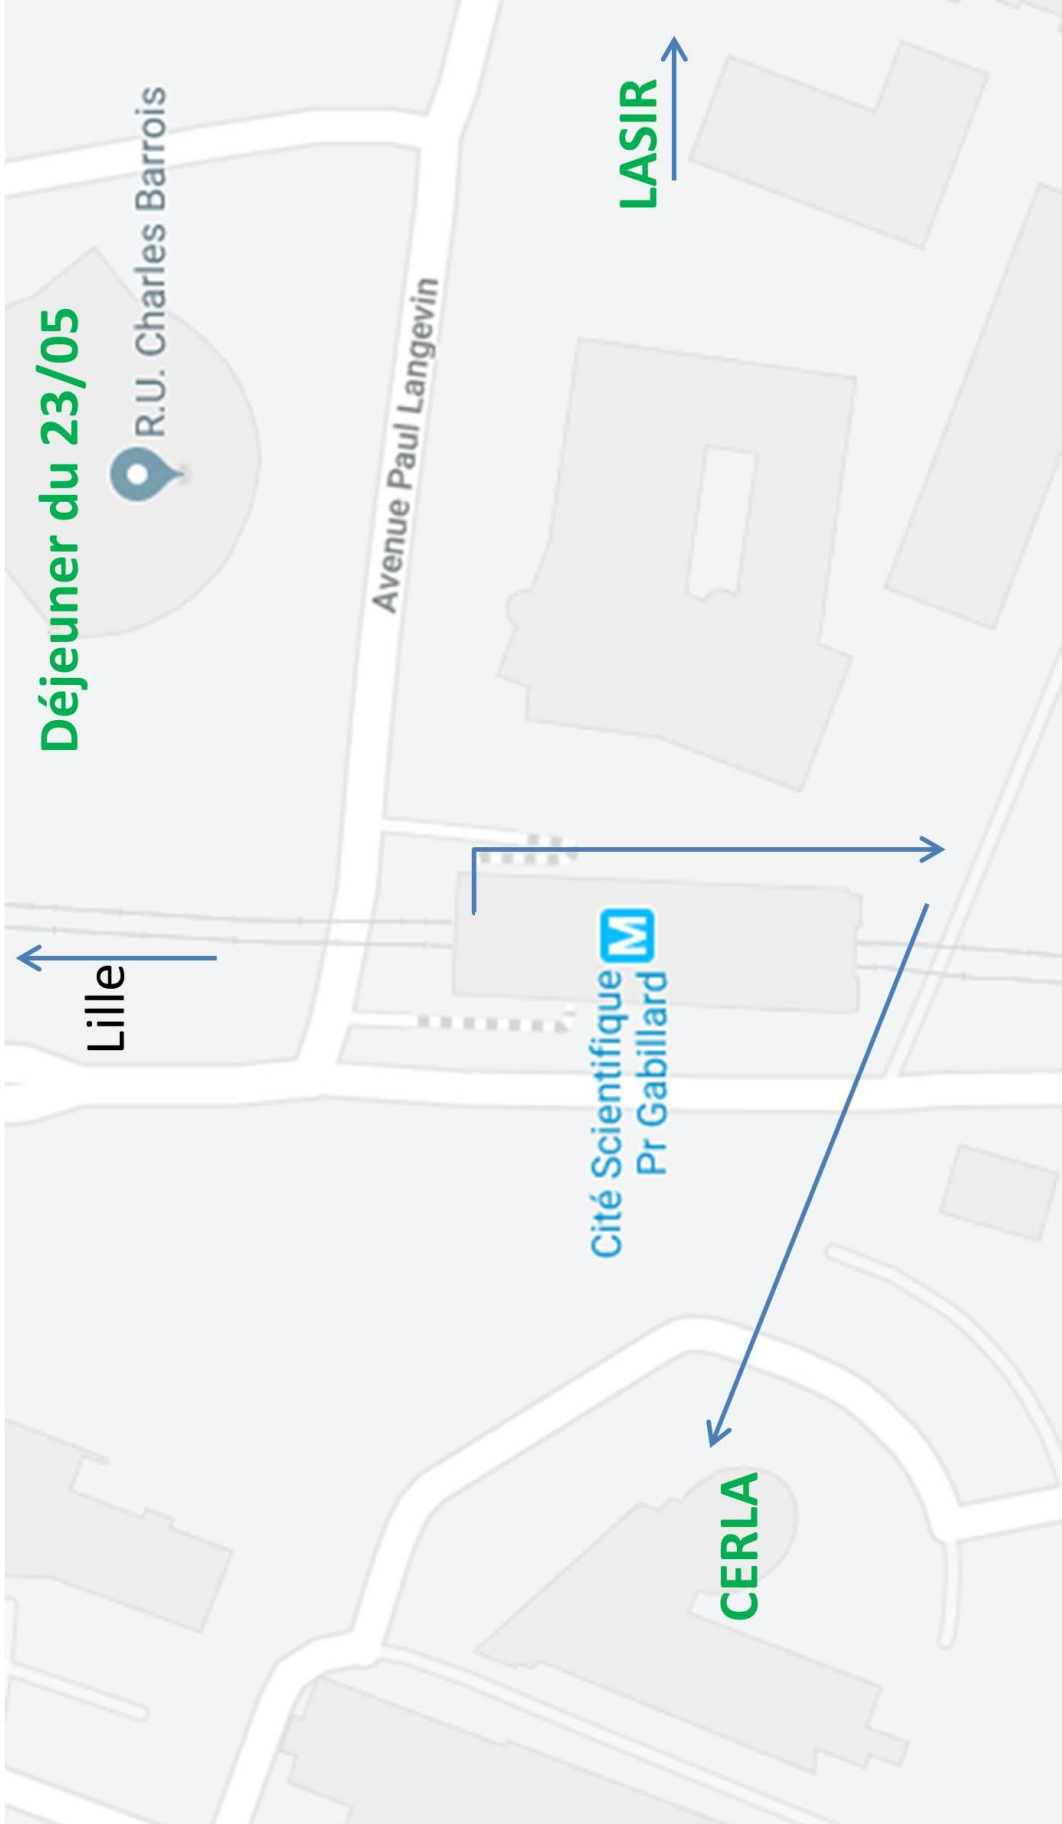 Déjeuner du 23/05
R.U. Charles Barrois
Lille
Avenue Paul Langevin
LASIR
Cité Scientifique
Pr Gabillard
M
CERLA